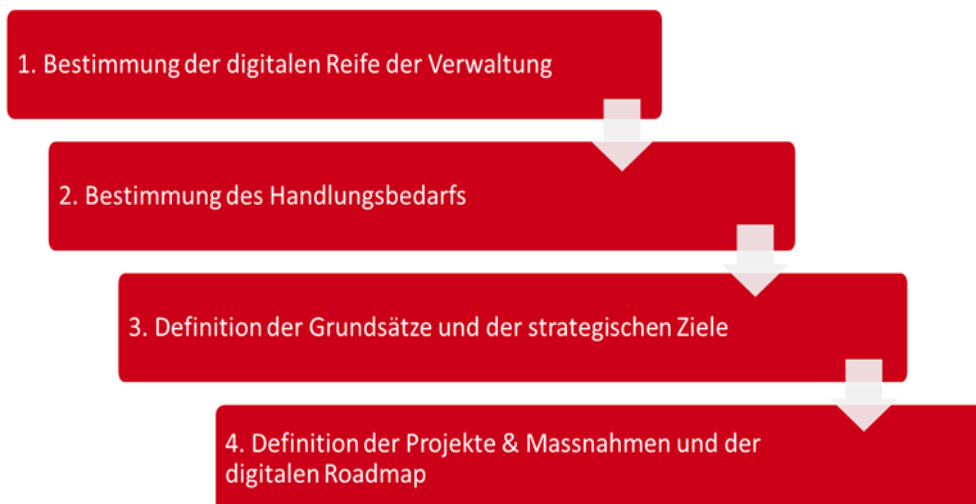 1. Bestimmung der digitalen Reife der Verwaltung
2. Bestimmung des Handlungsbedarfs
3. Definition der Grundsätze und der strategischen Ziele
4. Definition der Projekte & Massnahmen und der
digitalen Roadmap